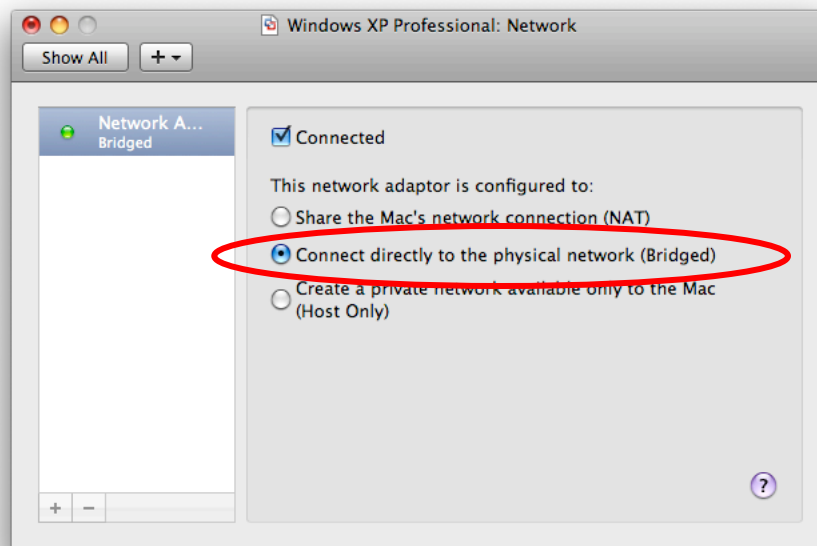 Windows XP Professional: Network
Show All
Network A...
Bridged
Connected
This network adaptor is configured to:
Share the Mac's network connection (NAT)
Connect directly to the physical network (Bridged)
Create a private network available only to the Mac
(Host Only)
?
+ −